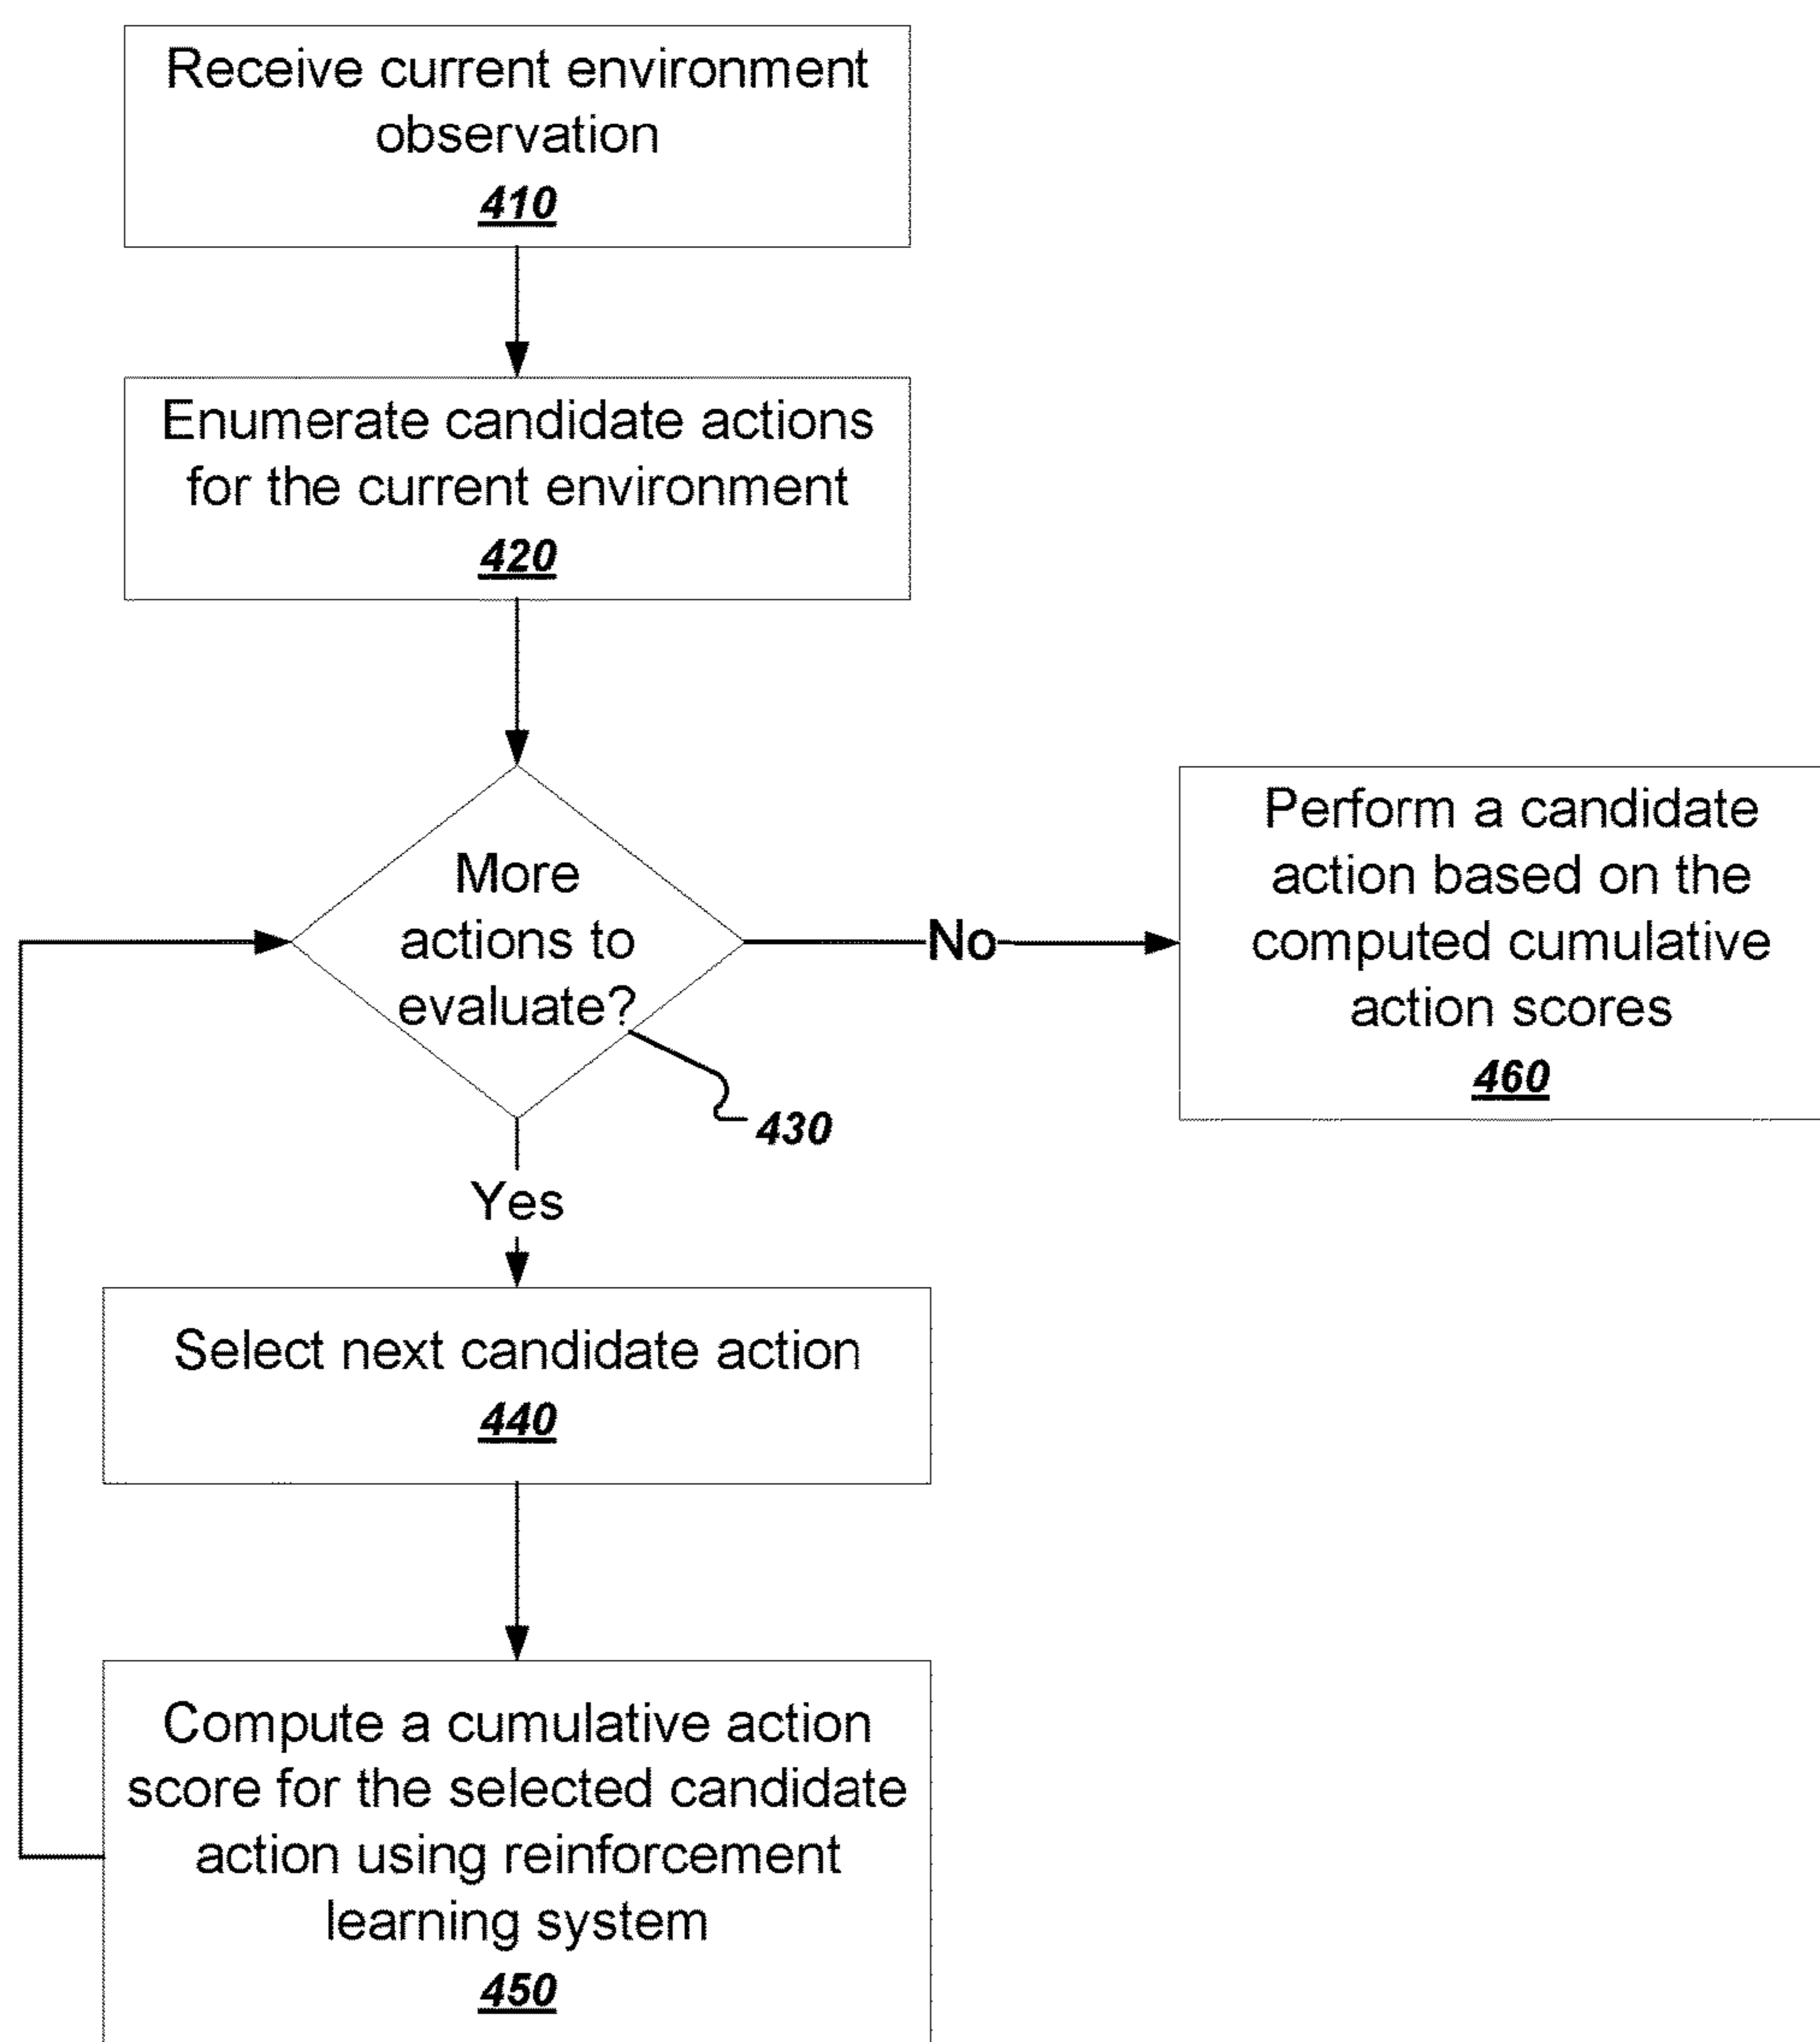 Receive current environment
observation
410
Enumerate candidate actions
for the current environment
420
More
actions to
evaluate?
430
No
Perform a candidate
action based on the
computed cumulative
action scores
460
Yes
Select next candidate action
440
Compute a cumulative action
score for the selected candidate
action using reinforcement
learning system
450